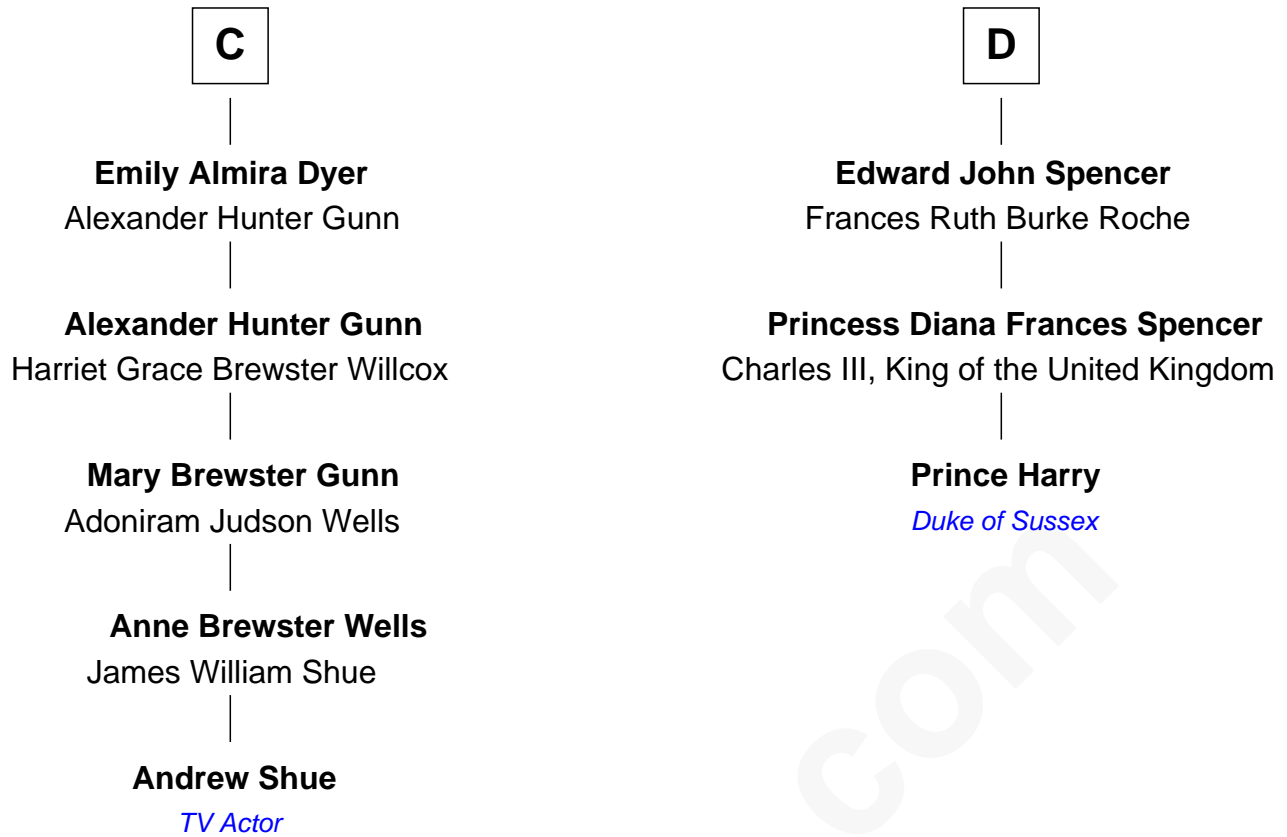 C
Emily Almira Dyer
Alexander Hunter Gunn
Alexander Hunter Gunn
Harriet Grace Brewster Willcox
Mary Brewster Gunn
Adoniram Judson Wells
Anne Brewster Wells
James William Shue
Andrew Shue
TV Actor
D
Edward John Spencer
Frances Ruth Burke Roche
Princess Diana Frances Spencer
Charles III, King of the United Kingdom
Prince Harry
Duke of Sussex
com